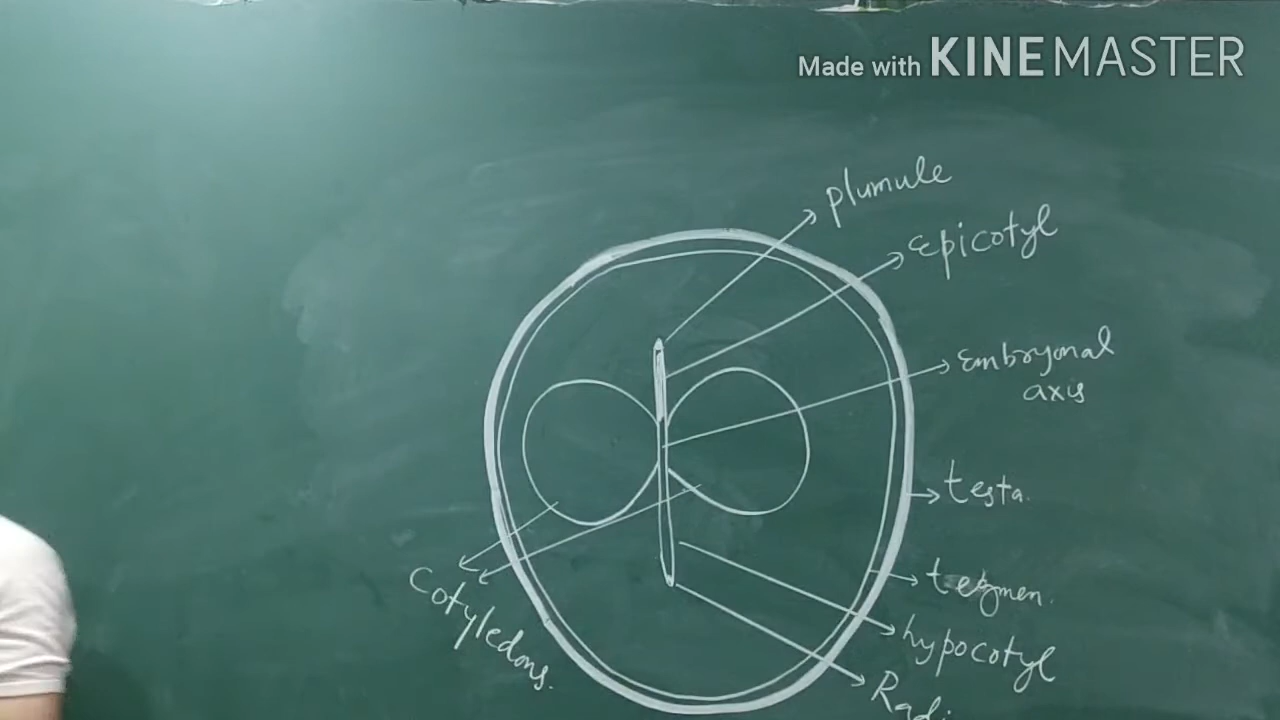 Made with KINEMASTER
plumule
Epicotyl
Embryonal
axis
testa.
tegmen.
hypocotyl
Cotyledons.